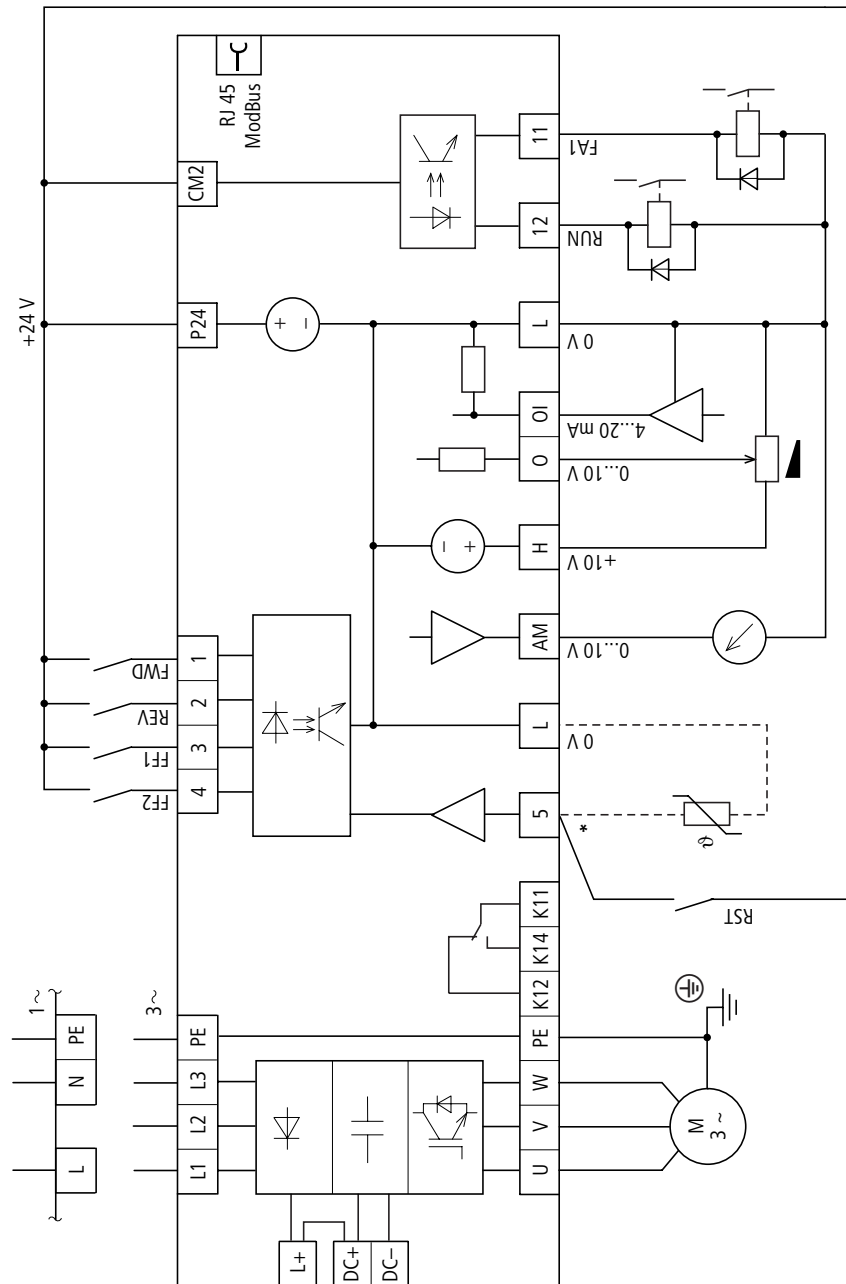 RJ 45
ModBus
CM2
P24
+24 V
11
FA1
12
RUN
L
0 V
OI
4...20 mA
O
0...10 V
H
+10 V
AM
0...10 V
L
0 V
5
*
ϑ
RST
FWD
1
REV
2
FF1
3
FF2
4
K11
K14
K12
1 ~
PE
N
L
3 ~
PE
L3
L2
L1
PE
W
V
U
M
3 ~
L+
DC+
DC–
+
–
–
+